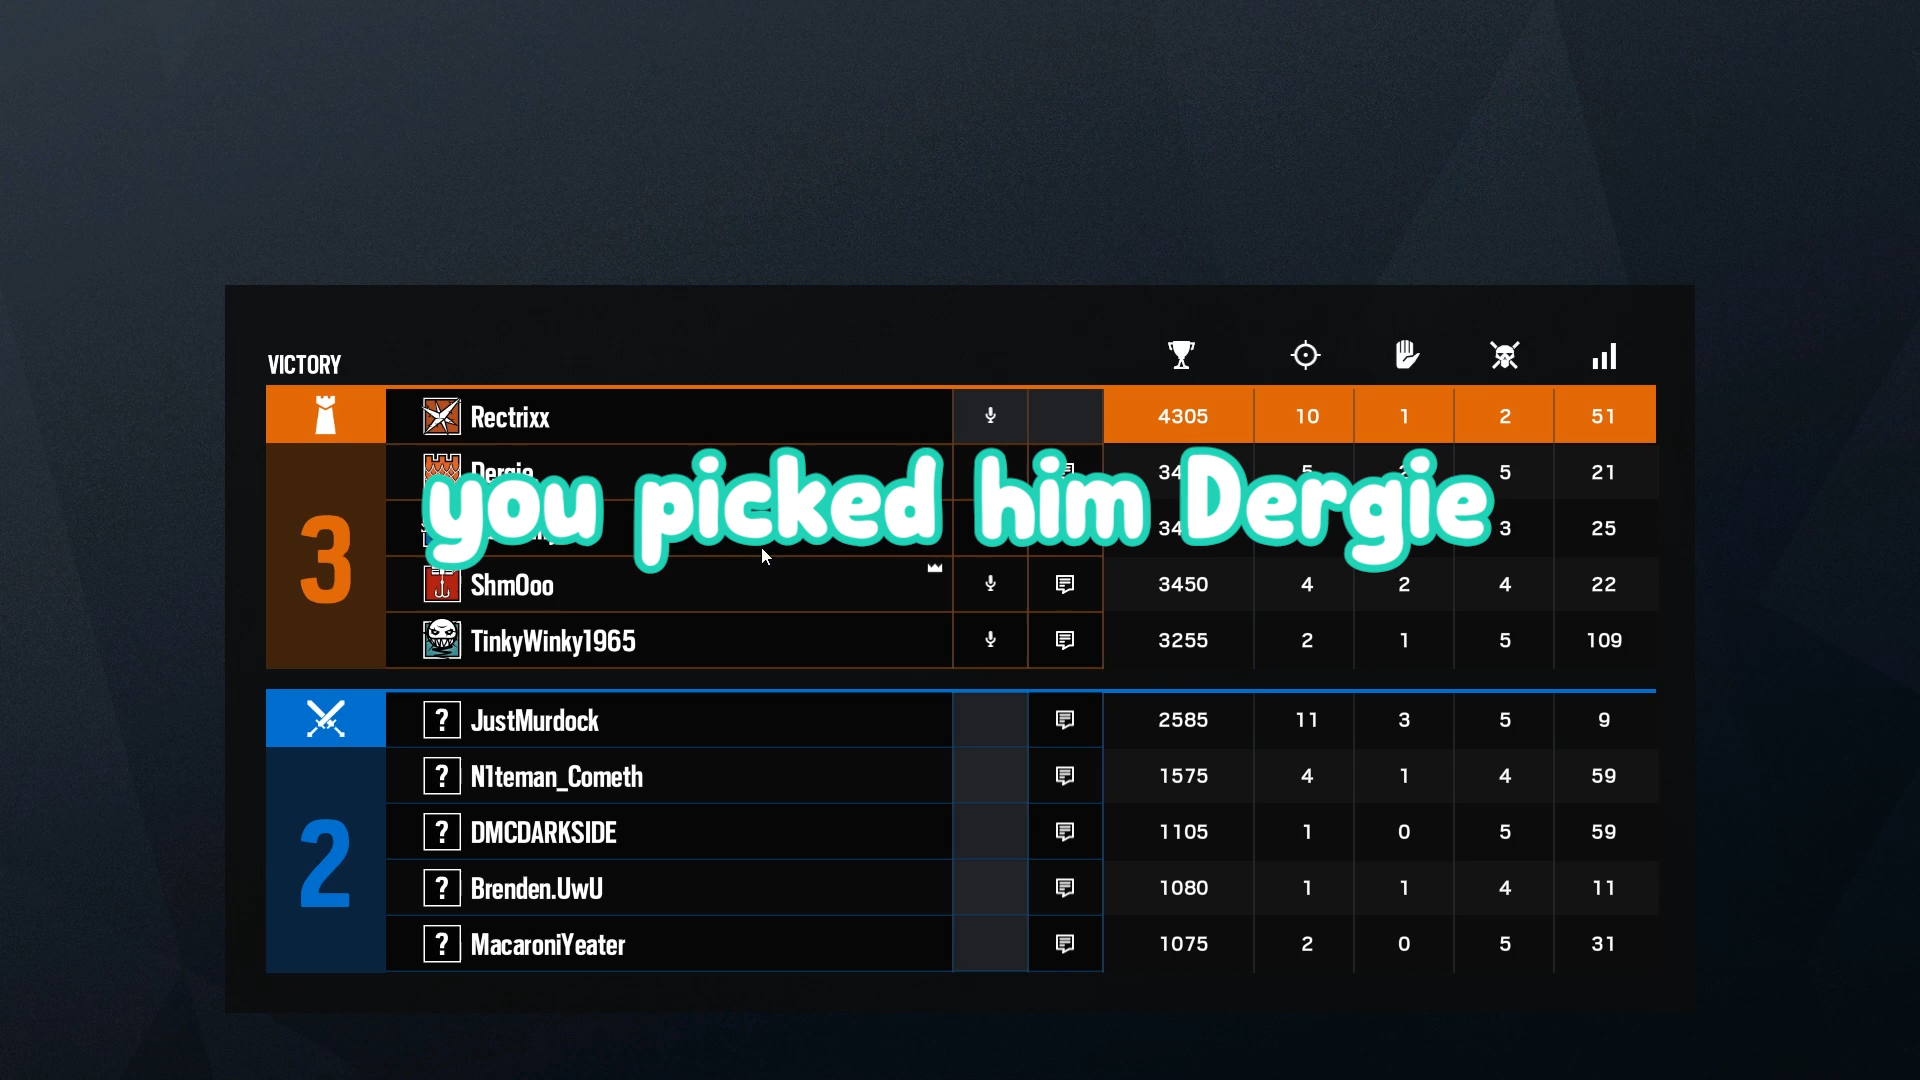 VICTORY
Rectrixx 4305 10 1 2 51
Dergie 5 21
you picked him Dergie
3 25
3
ShmOoo 3450 4 2 4 22
TinkyWinky1965 3255 2 1 5 109
? JustMurdock 2585 11 3 5 9
? N1teman_Cometh 1575 4 1 4 59
? DMCDARKSIDE 1105 1 0 5 59
2
? Brenden.UwU 1080 1 1 4 11
? MacaroniYeater 1075 2 0 5 31